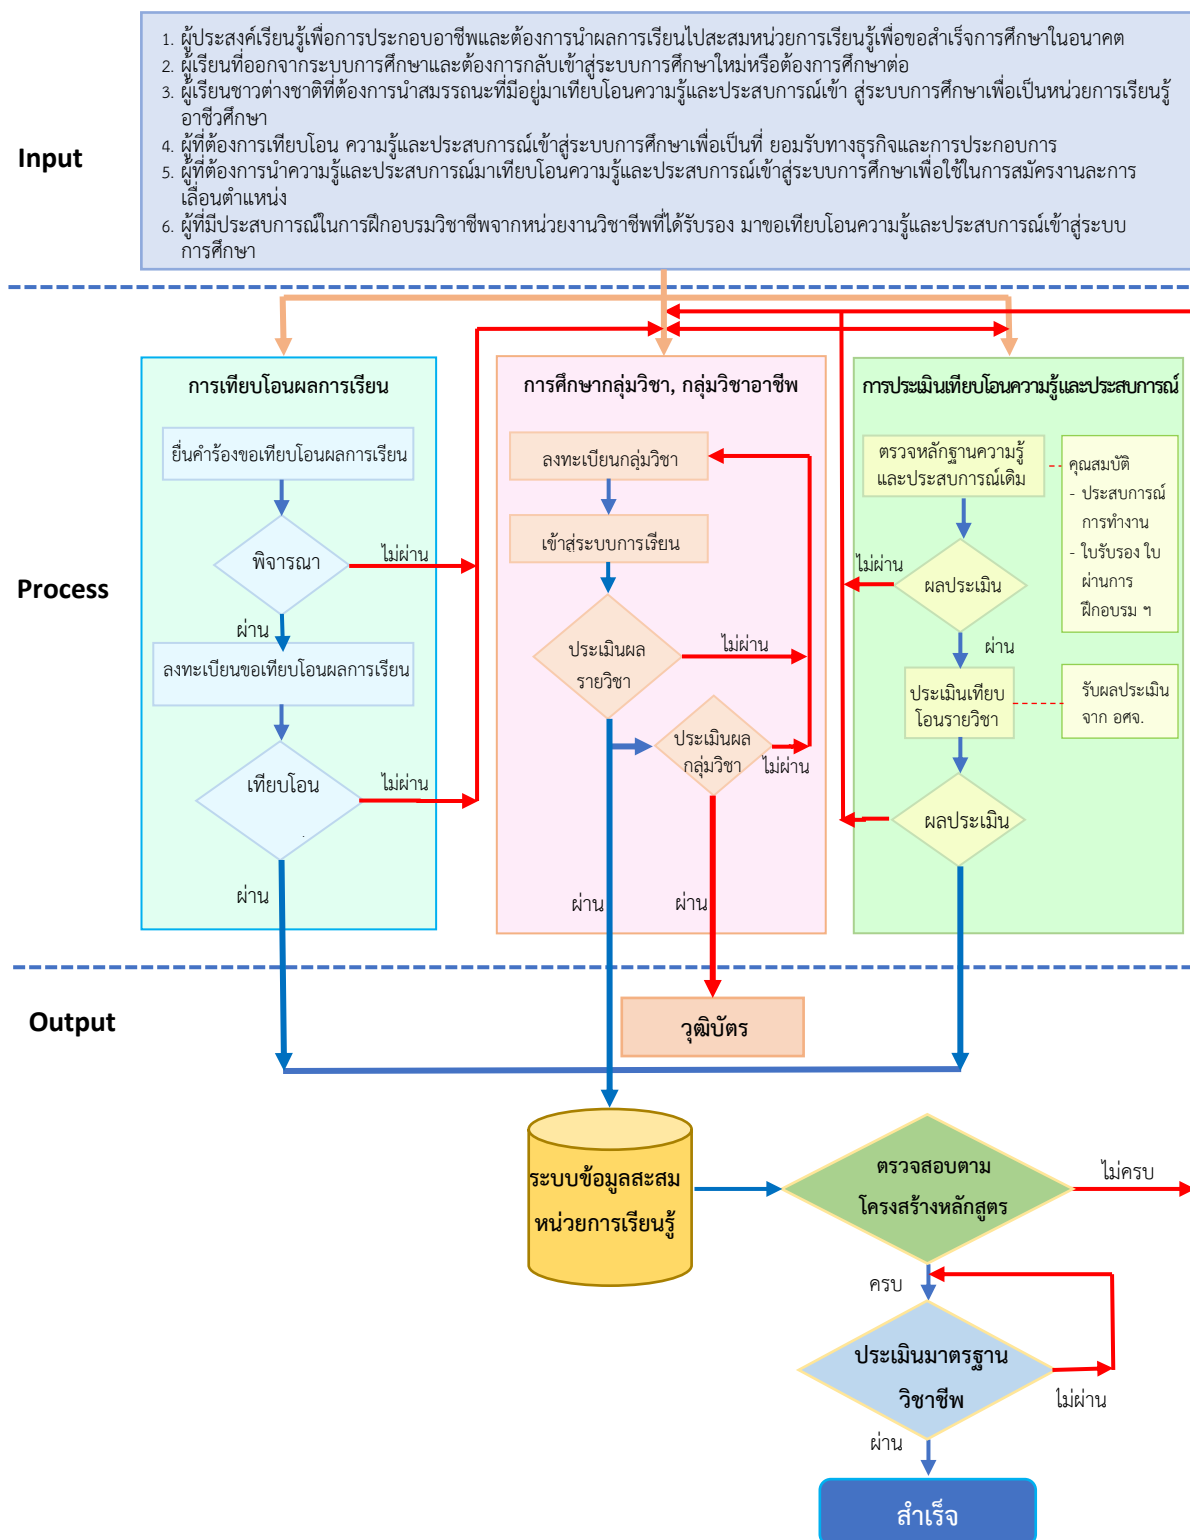 1. ผู้ประสงค์เรียนรู้เพื่อการประกอบอาชีพและต้องการนำผลการเรียนไปสะสมหน่วยการเรียนรู้เพื่อขอสำเร็จการศึกษาในอนาคต
2. ผู้เรียนที่ออกจากระบบการศึกษาและต้องการกลับเข้าสู่ระบบการศึกษาใหม่หรือต้องการศึกษาต่อ
3. ผู้เรียนชาวต่างชาติที่ต้องการนำสมรรถนะที่มีอยู่มาเทียบโอนความรู้และประสบการณ์เข้า สู่ระบบการศึกษาเพื่อเป็นหน่วยการเรียนรู้
อาชีวศึกษา
4. ผู้ที่ต้องการเทียบโอน ความรู้และประสบการณ์เข้าสู่ระบบการศึกษาเพื่อเป็นที่ ยอมรับทางธุรกิจและการประกอบการ
5. ผู้ที่ต้องการนำความรู้และประสบการณ์มาเทียบโอนความรู้และประสบการณ์เข้าสู่ระบบการศึกษาเพื่อใช้ในการสมัครงานละการ
เลื่อนตำแหน่ง
6. ผู้ที่มีประสบการณ์ในการฝึกอบรมวิชาชีพจากหน่วยงานวิชาชีพที่ได้รับรอง มาขอเทียบโอนความรู้และประสบการณ์เข้าสู่ระบบ
การศึกษา
Input
Process
การเทียบโอนผลการเรียน
ยื่นคำร้องขอเทียบโอนผลการเรียน
พิจารณา
ไม่ผ่าน
ผ่าน
ลงทะเบียนขอเทียบโอนผลการเรียน
เทียบโอน
ไม่ผ่าน
ผ่าน
การศึกษากลุ่มวิชา, กลุ่มวิชาอาชีพ
ลงทะเบียนกลุ่มวิชา
เข้าสู่ระบบการเรียน
ประเมินผล
รายวิชา
ไม่ผ่าน
ประเมินผล
กลุ่มวิชา
ไม่ผ่าน
ผ่าน
ผ่าน
การประเมินเทียบโอนความรู้และประสบการณ์
ตรวจหลักฐานความรู้
และประสบการณ์เดิม
คุณสมบัติ
- ประสบการณ์
การทำงาน
- ใบรับรอง ใบ
ผ่านการ
ฝึกอบรม ฯ
ไม่ผ่าน
ผลประเมิน
ผ่าน
ประเมินเทียบ
โอนรายวิชา
รับผลประเมิน
จาก อศจ.
ผลประเมิน
Output
วุฒิบัตร
ระบบข้อมูลสะสม
หน่วยการเรียนรู้
ตรวจสอบตาม
โครงสร้างหลักสูตร
ไม่ครบ
ครบ
ประเมินมาตรฐาน
วิชาชีพ
ไม่ผ่าน
ผ่าน
สำเร็จ